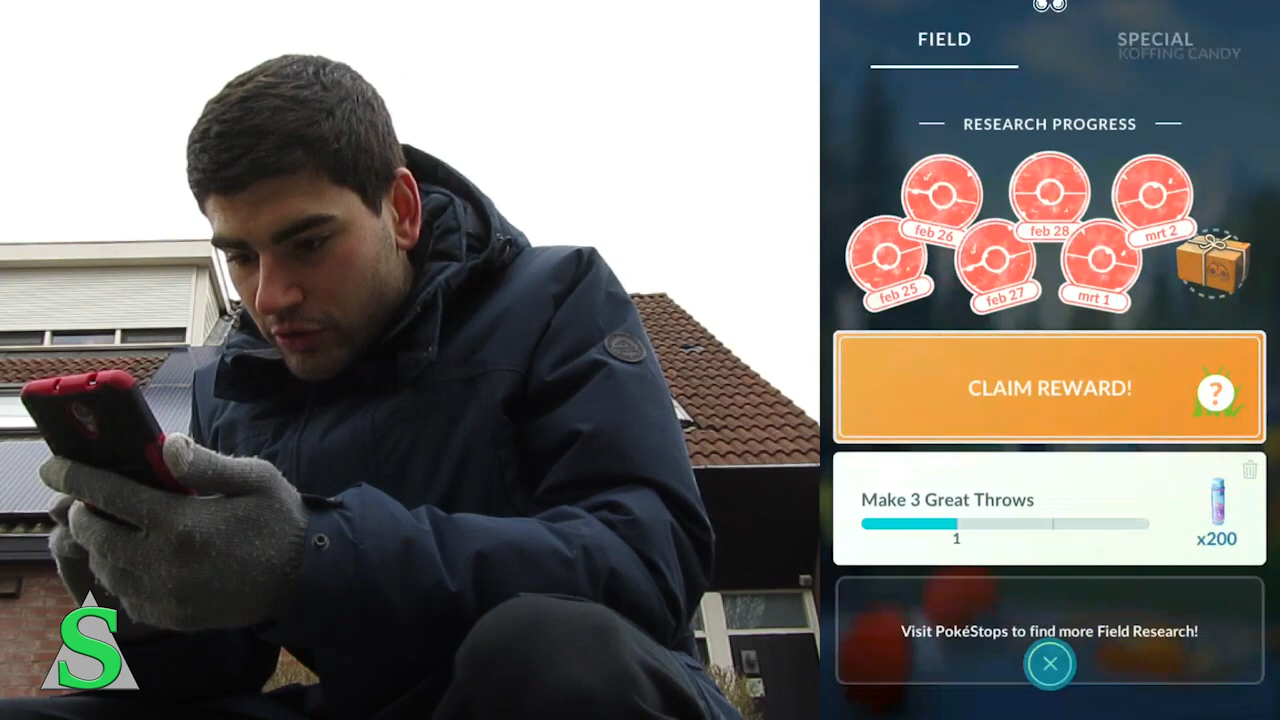 FIELD
SPECIAL
KOFFING CANDY
RESEARCH PROGRESS
feb 26
feb 28
mrt 2
feb 25
feb 27
mrt 1
CLAIM REWARD!
?
Make 3 Great Throws
1
x200
Visit PokéStops to find more Field Research!
S